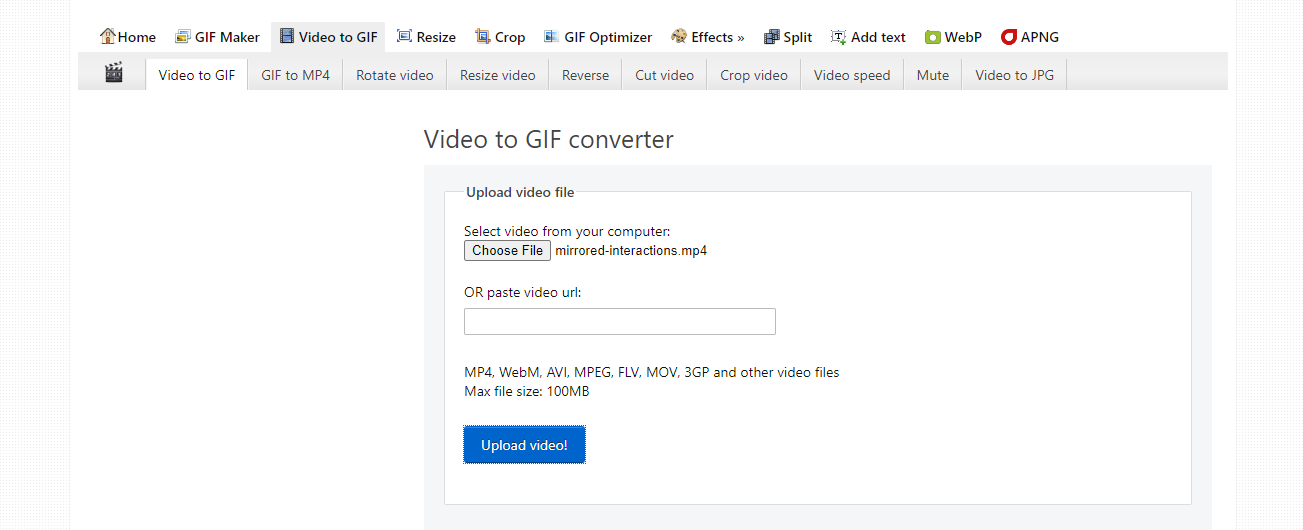 Home GIF Maker Video to GIF Resize Crop GIF Optimizer Effects » Split Add text WebP APNG
Video to GIF GIF to MP4 Rotate video Resize video Reverse Cut video Crop video Video speed Mute Video to JPG
Video to GIF converter
Upload video file
Select video from your computer:
Choose File mirrored-interactions.mp4
OR paste video url:
MP4, WebM, AVI, MPEG, FLV, MOV, 3GP and other video files
Max file size: 100MB
Upload video!